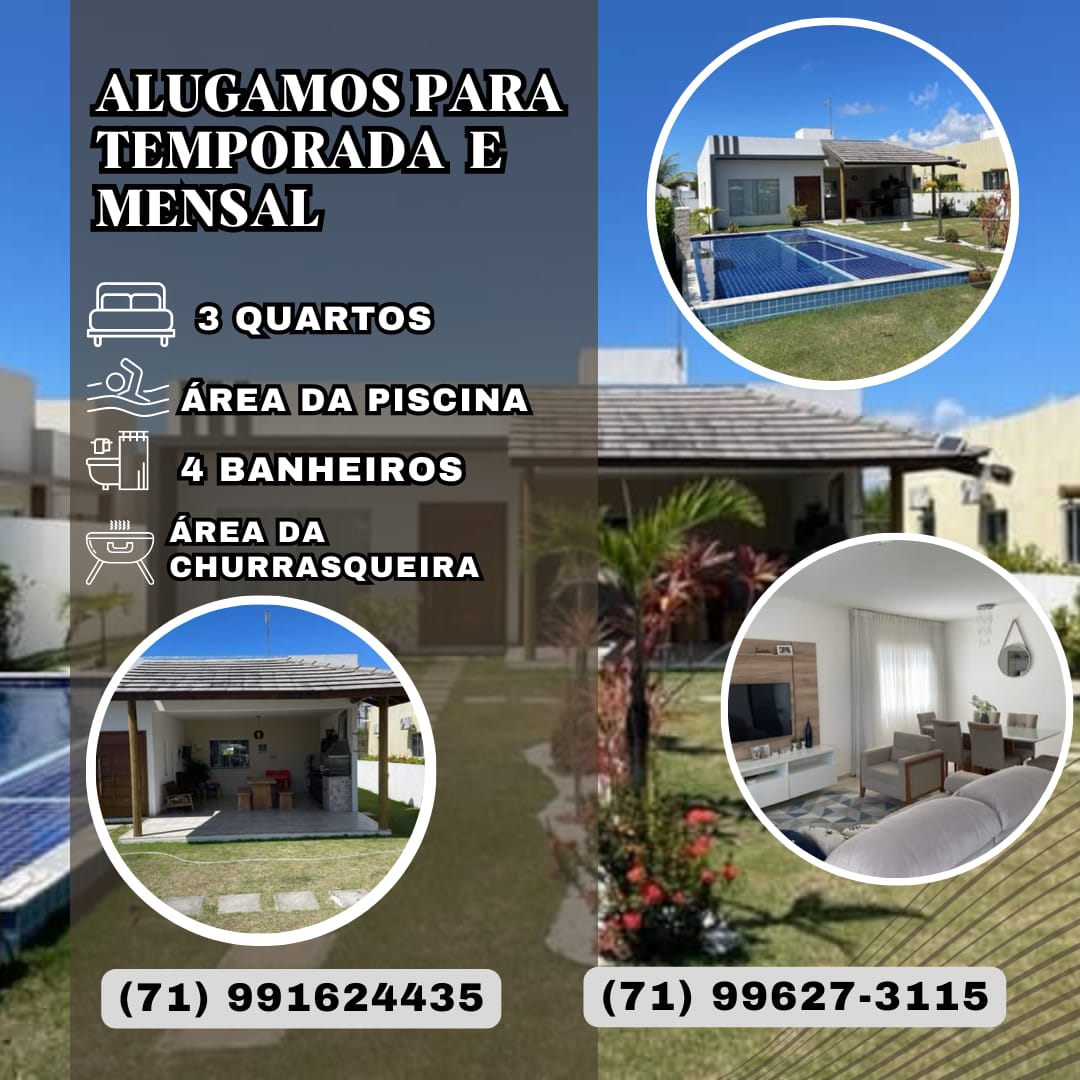 ALUGAMOS PARA
TEMPORADA E
MENSAL
3 QUARTOS
ÁREA DA PISCINA
4 BANHEIROS
ÁREA DA
CHURRASQUEIRA
(71) 991624435
(71) 99627-3115